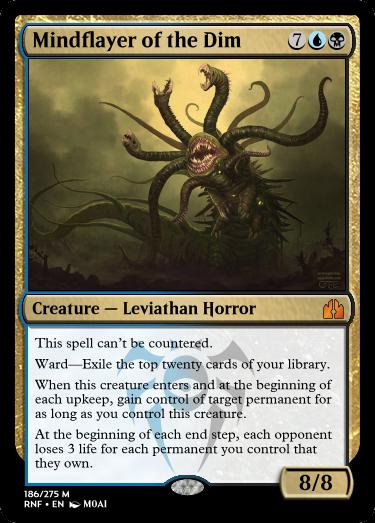 Mindflayer of the Dim 7
Creature — Leviathan Horror
This spell can't be countered.
Ward—Exile the top twenty cards of your library.
When this creature enters and at the beginning of
each upkeep, gain control of target permanent for
as long as you control this creature.
At the beginning of each end step, each opponent
loses 3 life for each permanent you control that
they own.
8/8
186/275 M
RNF • EN MOAI